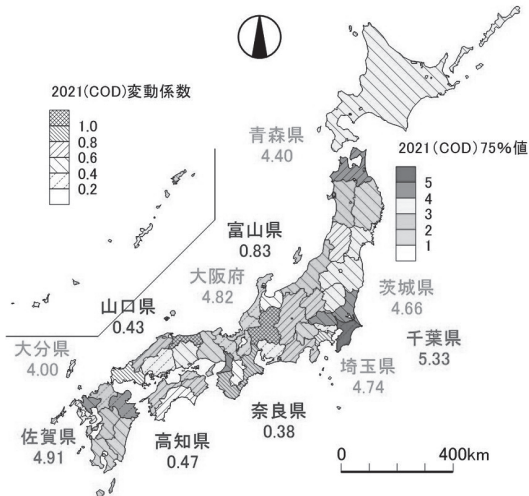 2021(COD)変動係数
1.0
0.8
0.6
0.4
0.2
青森県
4.40
2021(COD)75%値
5
4
3
2
1
富山県
0.83
大阪府
4.82
山口県
0.43
大分県
4.00
茨城県
4.66
千葉県
5.33
埼玉県
4.74
奈良県
0.38
佐賀県
4.91
高知県
0.47
0
400km